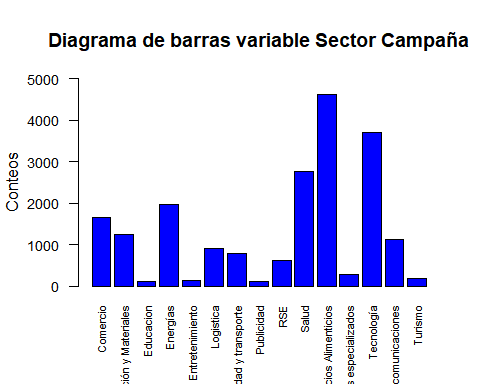 Diagrama de barras variable Sector Campaña
Conteos
5000
4000
3000
2000
1000
0
Comercio
ión y Materiales
Educacion
Energías
Entretenimiento
Logistica
dad y transporte
Publicidad
RSE
Salud
cios Alimenticios
s especializados
Tecnología
comunicaciones
Turismo